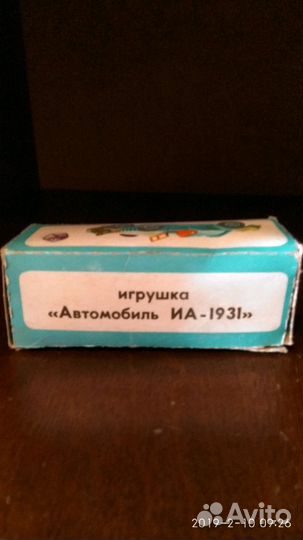 игрушка
«Автомобиль ИА-1931»
Avito
2019-2-10 09:26